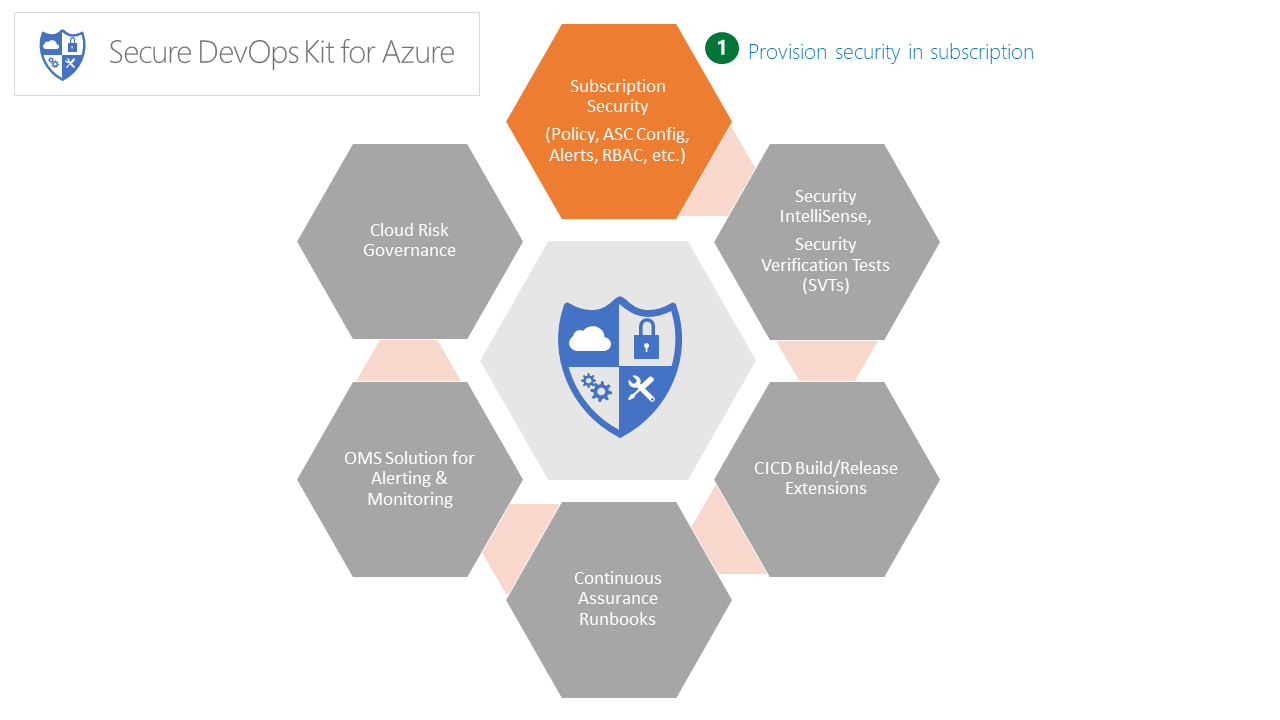 Secure DevOps Kit for Azure
1
Provision security in subscription
Subscription
Security
(Policy, ASC Config,
Alerts, RBAC, etc.)
Security
IntelliSense,
Security
Verification Tests
(SVTs)
CICD Build/Release
Extensions
Continuous
Assurance
Runbooks
OMS Solution for
Alerting &
Monitoring
Cloud Risk
Governance